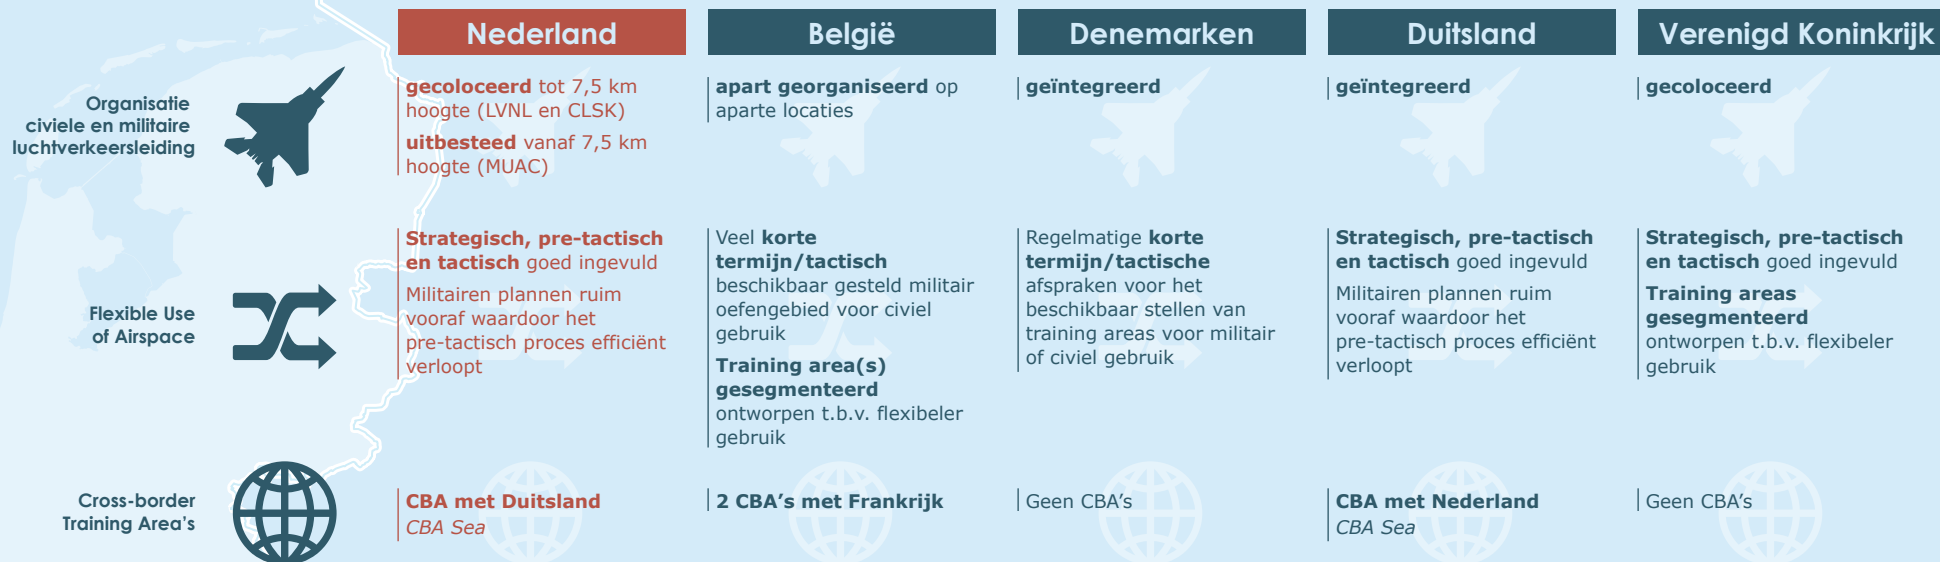 Nederland
België
Denemarken
Duitsland
Verenigd Koninkrijk
Organisatie
civiele en militaire
luchtverkeersleiding
gecoloceerd tot 7,5 km
hoogte (LVNL en CLSK)
uitbesteed vanaf 7,5 km
hoogte (MUAC)
apart georganiseerd op
aparte locaties
geïntegreerd
geïntegreerd
gecoloceerd
Flexible Use
of Airspace
Strategisch, pre-tactisch
en tactisch goed ingevuld
Militairen plannen ruim
vooraf waardoor het
pre-tactisch proces efficiënt
verloopt
Veel korte
termijn/tactisch
beschikbaar gesteld militair
oefengebied voor civiel
gebruik
Training area(s)
gesegmenteerd
ontworpen t.b.v. flexibeler
gebruik
Regelmatige korte
termijn/tactische
afspraken voor het
beschikbaar stellen van
training areas voor militair
of civiel gebruik
Strategisch, pre-tactisch
en tactisch goed ingevuld
Militairen plannen ruim
vooraf waardoor het
pre-tactisch proces efficiënt
verloopt
Strategisch, pre-tactisch
en tactisch goed ingevuld
Training areas
gesegmenteerd
ontworpen t.b.v. flexibeler
gebruik
Cross-border
Training Area's
CBA met Duitsland
CBA Sea
2 CBA's met Frankrijk
Geen CBA's
CBA met Nederland
CBA Sea
Geen CBA's